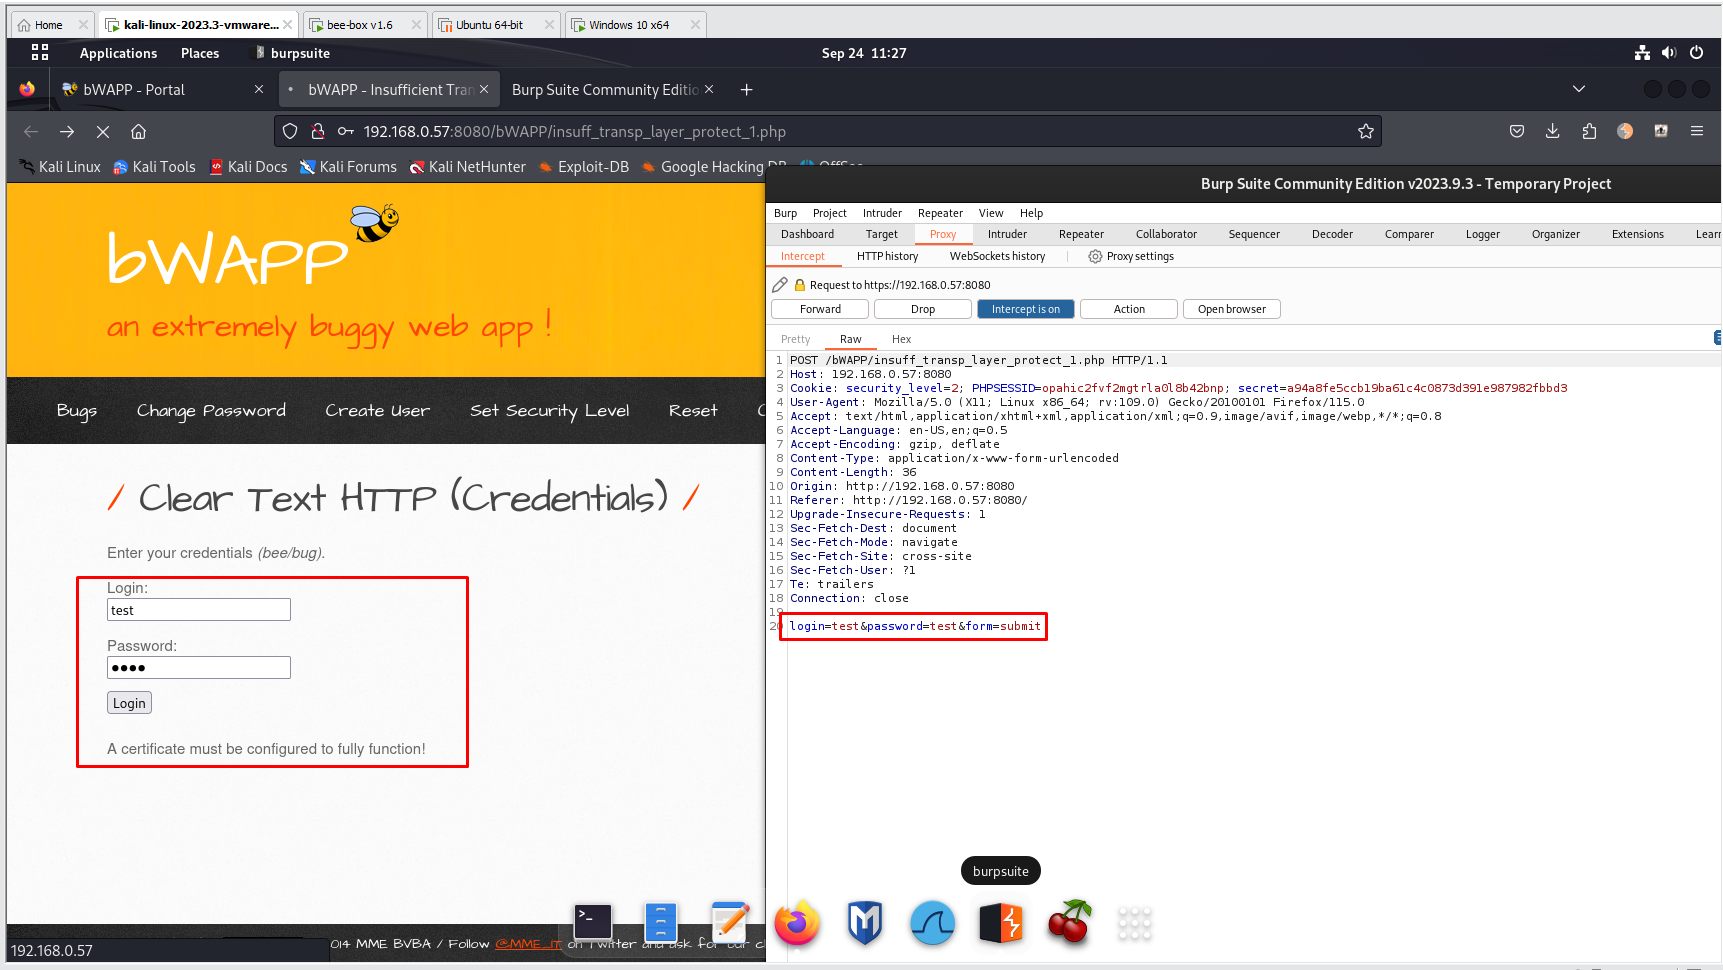 Home
kali-linux-2023.3-vmware...
bee-box v1.6
Ubuntu 64-bit
Windows 10 x64
Applications
Places
burpsuite
Sep 24 11:27
bWAPP - Portal
bWAPP - Insufficient Tran
Burp Suite Community Editio
192.168.0.57:8080/bWAPP/insuff_transp_layer_protect_1.php
Kali Linux
Kali Tools
Kali Docs
Kali Forums
Kali NetHunter
Exploit-DB
Google Hacking DB
OffSec
bWAPP
an extremely buggy web app !
Bugs
Change Password
Create User
Set Security Level
Reset
/ Clear Text HTTP (Credentials) /
Enter your credentials (bee/bug).
Login:
test
Password:
••••
Login
A certificate must be configured to fully function!
014 MME BVBA / Follow @MME_IT on Twitter and ask for our c
192.168.0.57
Burp Suite Community Edition v2023.9.3 - Temporary Project
Burp
Project
Intruder
Repeater
View
Help
Dashboard
Target
Proxy
Intruder
Repeater
Collaborator
Sequencer
Decoder
Comparer
Logger
Organizer
Extensions
Lear
Intercept
HTTP history
WebSockets history
Proxy settings
Request to https://192.168.0.57:8080
Forward
Drop
Intercept is on
Action
Open browser
Pretty
Raw
Hex
1 POST /bWAPP/insuff_transp_layer_protect_1.php HTTP/1.1
2 Host: 192.168.0.57:8080
3 Cookie: security_level=2; PHPSESSID=opahic2fvf2mgtrla0l8b42bnp; secret=a94a8fe5ccb19ba61c4c0873d391e987982fbbd3
4 User-Agent: Mozilla/5.0 (X11; Linux x86_64; rv:109.0) Gecko/20100101 Firefox/115.0
5 Accept: text/html,application/xhtml+xml,application/xml;q=0.9,image/avif,image/webp,*/*;q=0.8
6 Accept-Language: en-US,en;q=0.5
7 Accept-Encoding: gzip, deflate
8 Content-Type: application/x-www-form-urlencoded
9 Content-Length: 36
10 Origin: http://192.168.0.57:8080
11 Referer: http://192.168.0.57:8080/
12 Upgrade-Insecure-Requests: 1
13 Sec-Fetch-Dest: document
14 Sec-Fetch-Mode: navigate
15 Sec-Fetch-Site: cross-site
16 Sec-Fetch-User: ?1
17 Te: trailers
18 Connection: close
19
20 login=test&password=test&form=submit
burpsuite